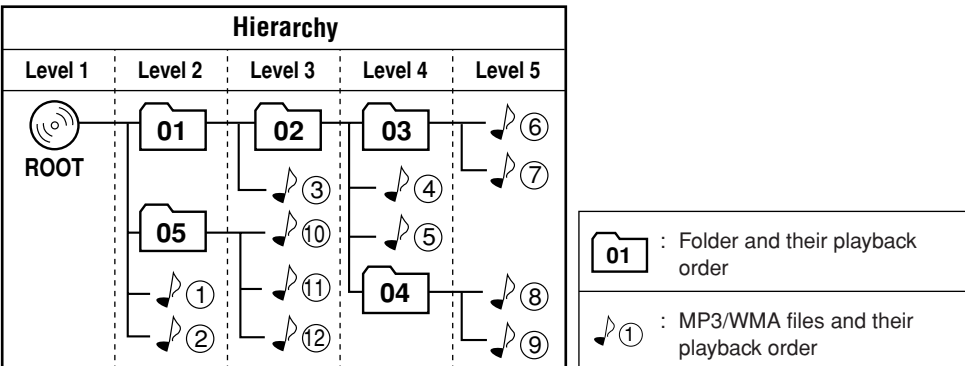 Hierarchy
Level 1 Level 2 Level 3 Level 4 Level 5
01 02 03 ⑥
ROOT ⑦
③ ④
05 ⑩ ⑤
① ⑪ 04 ⑧
② ⑫ ⑨
01 : Folder and their playback
order
① : MP3/WMA files and their
playback order